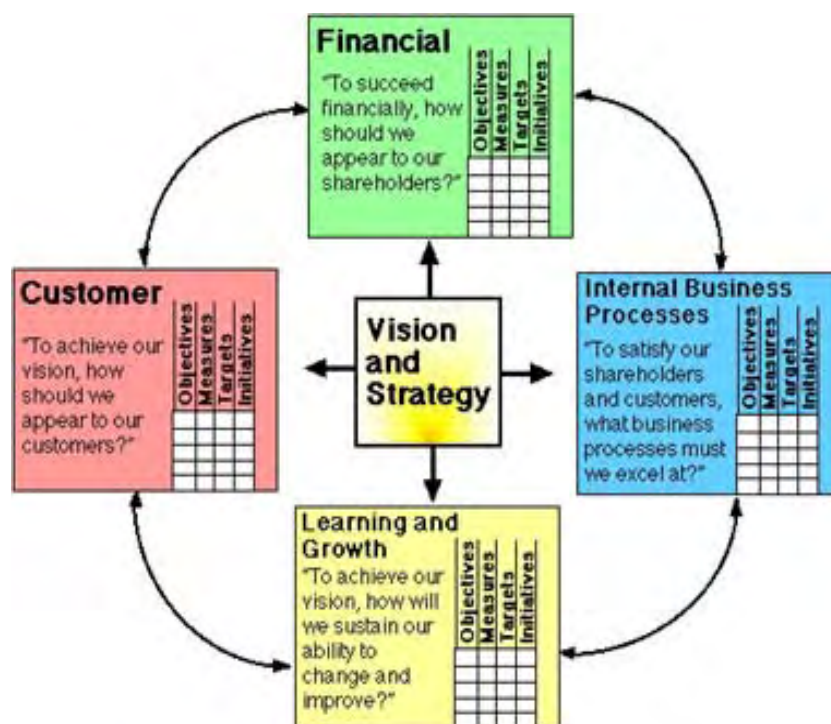 Financial
"To succeed
financially, how
should we
appear to our
shareholders?"
Objectives
Measures
Targets
Initiatives
Customer
"To achieve our
vision, how
should we
appear to our
customers?"
Objectives
Measures
Targets
Initiatives
Vision
and
Strategy
Internal Business
Processes
"To satisfy our
shareholders
and customers,
what business
processes must
we excel at?"
Objectives
Measures
Targets
Initiatives
Learning and
Growth
"To achieve our
vision, how will
we sustain our
ability to
change and
improve?"
Objectives
Measures
Targets
Initiatives